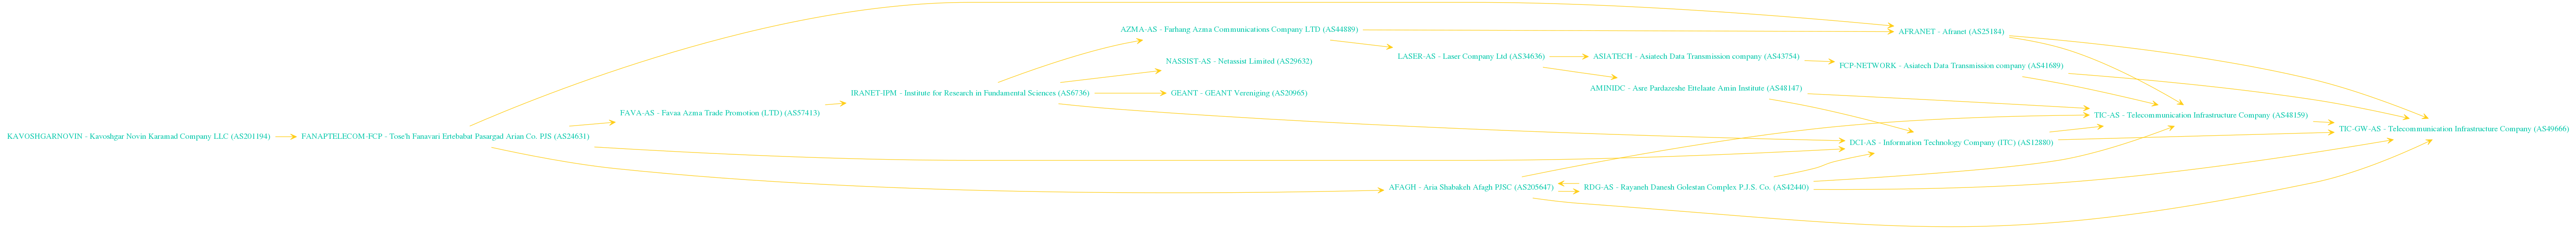 KAVOSHGARNOVIN - Kavoshgar Novin Karamad Company LLC (AS201194)
FANAPTELECOM-FCP - Tose'h Fanavari Ertebabat Pasargad Arian Co. PJS (AS24631)
FAVA-AS - Favaa Azma Trade Promotion (LTD) (AS57413)
IRANET-IPM - Institute for Research in Fundamental Sciences (AS6736)
AZMA-AS - Farhang Azma Communications Company LTD (AS44889)
NASSIST-AS - Netassist Limited (AS29632)
GEANT - GEANT Vereniging (AS20965)
LASER-AS - Laser Company Ltd (AS34636)
AFAGH - Aria Shabakeh Afagh PJSC (AS205647)
ASIATECH - Asiatech Data Transmission company (AS43754)
AMINIDC - Asre Pardazeshe Ettelaate Amin Institute (AS48147)
RDG-AS - Rayaneh Danesh Golestan Complex P.J.S. Co. (AS42440)
AFRANET - Afranet (AS25184)
FCP-NETWORK - Asiatech Data Transmission company (AS41689)
DCI-AS - Information Technology Company (ITC) (AS12880)
TIC-AS - Telecommunication Infrastructure Company (AS48159)
TIC-GW-AS - Telecommunication Infrastructure Company (AS49666)